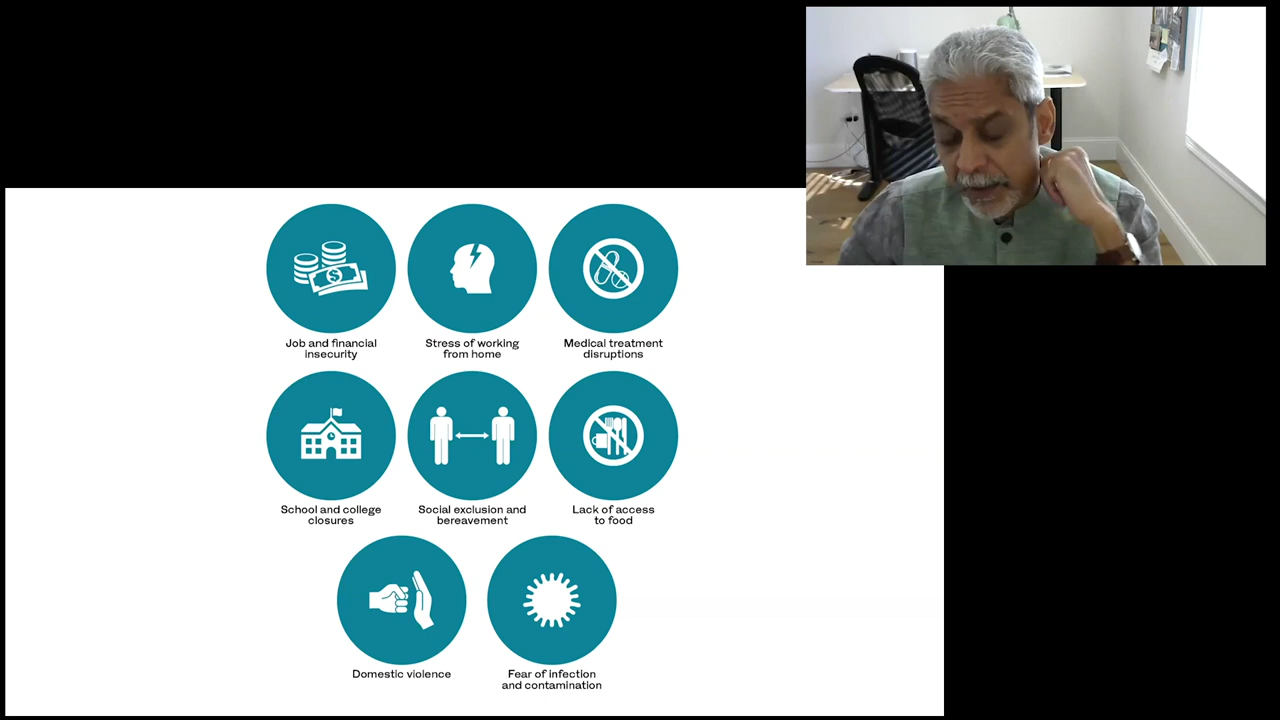 Job and financial
insecurity
Stress of working
from home
Medical treatment
disruptions
School and college
closures
Social exclusion and
bereavement
Lack of access
to food
Domestic violence
Fear of infection
and contamination